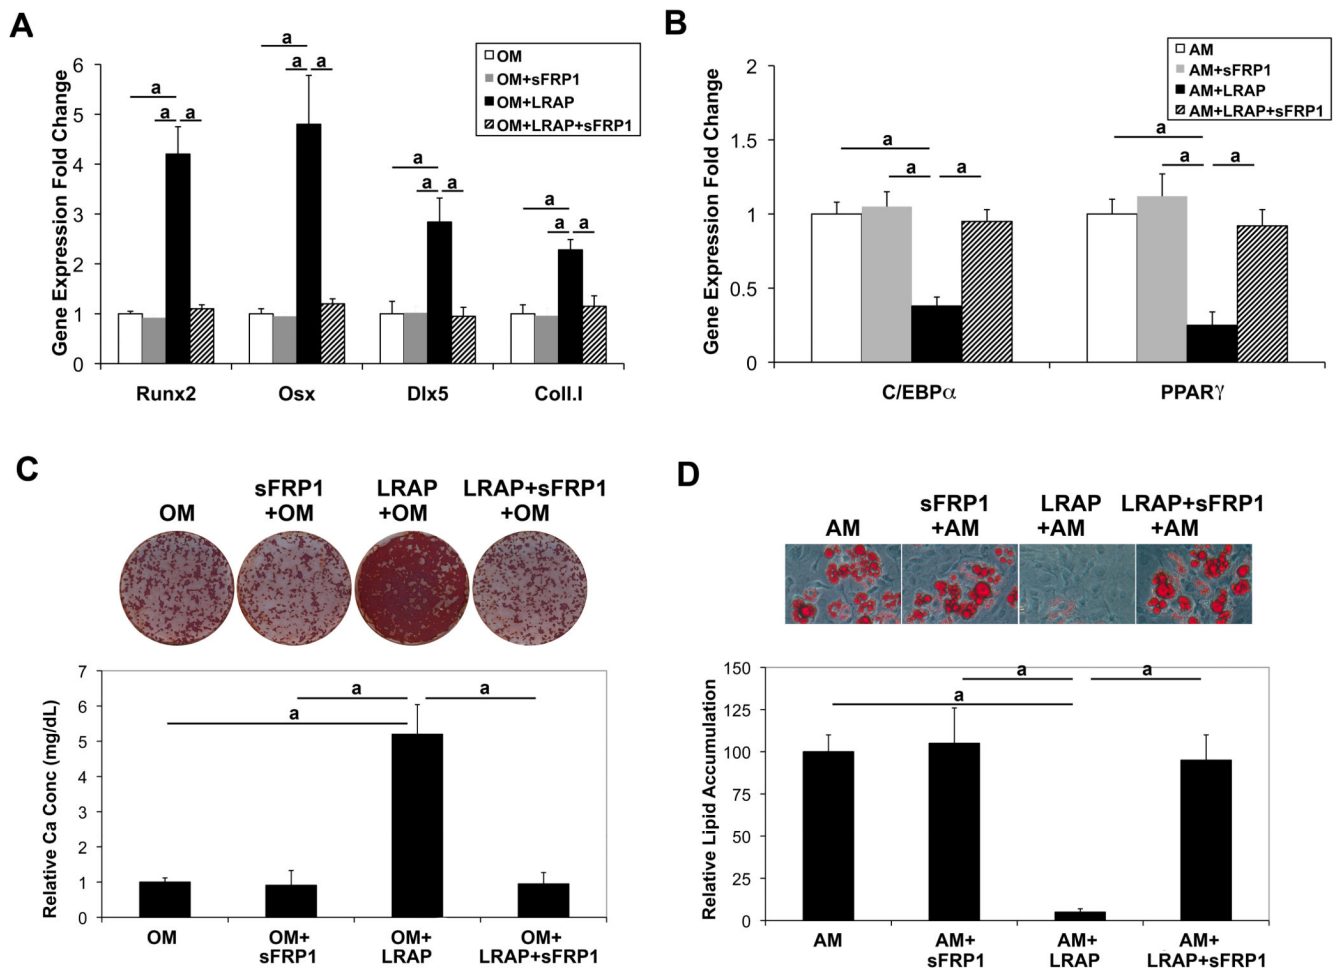 A
Gene Expression Fold Change
6
5
4
3
2
1
0
a
a a
a
a a
a
a a
a
a a
OM
OM+sFRP1
OM+LRAP
OM+LRAP+sFRP1
Runx2 Osx Dlx5 Coll.I
B
Gene Expression Fold Change
2
1.5
1
0.5
0
a
a a
a
a a
AM
AM+sFRP1
AM+LRAP
AM+LRAP+sFRP1
C/EBPα PPARγ
C
OM
sFRP1
+OM
LRAP
+OM
LRAP+sFRP1
+OM
Relative Ca Conc (mg/dL)
7
6
5
4
3
2
1
0
a a
a
OM
OM+
sFRP1
OM+
LRAP
OM+
LRAP+sFRP1
D
AM
sFRP1
+AM
LRAP
+AM
LRAP+sFRP1
+AM
Relative Lipid Accumulation
150
125
100
75
50
25
0
a a
a
AM
AM+
sFRP1
AM+
LRAP
AM+
LRAP+sFRP1